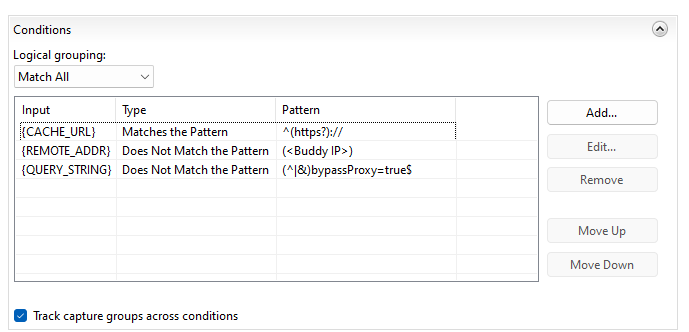 Conditions
Logical grouping:
Match All
Input Type Pattern
{CACHE_URL} Matches the Pattern ^(https?)://
{REMOTE_ADDR} Does Not Match the Pattern (<Buddy IP>)
{QUERY_STRING} Does Not Match the Pattern (^|&)bypassProxy=true$
Add...
Edit...
Remove
Move Up
Move Down
Track capture groups across conditions